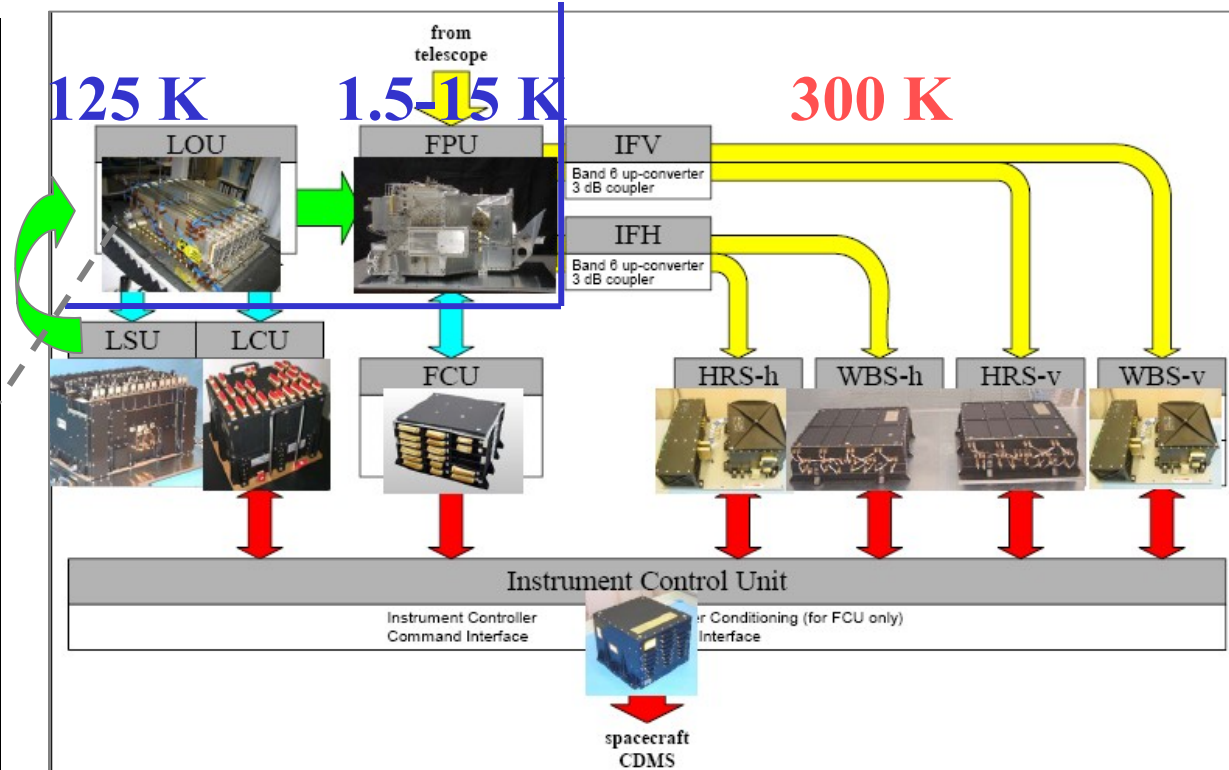 from
telescope
125 K
1.5-15 K
300 K
LOU
FPU
IFV
Band 6 up-converter
3 dB coupler
IFH
Band 6 up-converter
3 dB coupler
LSU
LCU
FCU
HRS-h
WBS-h
HRS-v
WBS-v
Instrument Control Unit
Instrument Controller
er Conditioning (for FCU only)
Command Interface
Interface
spacecraft
CDMS